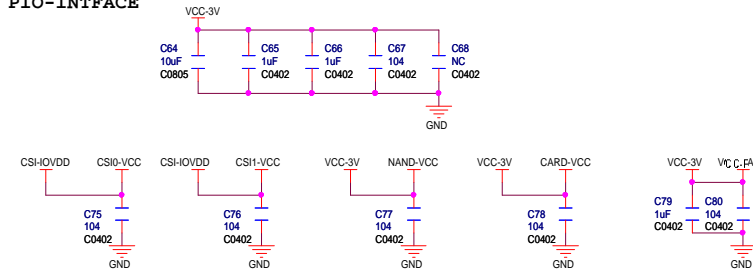 PIO-INTFACE
VCC-3V
C64 C65 C66 C67 C68
10uF 1uF 1uF 104 NC
C0805 C0402 C0402 C0402 C0402
GND
CSI-IOVDD CSI0-VCC CSI-IOVDD CSI1-VCC VCC-3V NAND-VCC VCC-3V CARD-VCC VCC-3V
C75 C76 C77 C78 C79 C80
104 104 104 104 1uF 104
C0402 C0402 C0402 C0402 C0402 C0402
GND GND GND GND GND